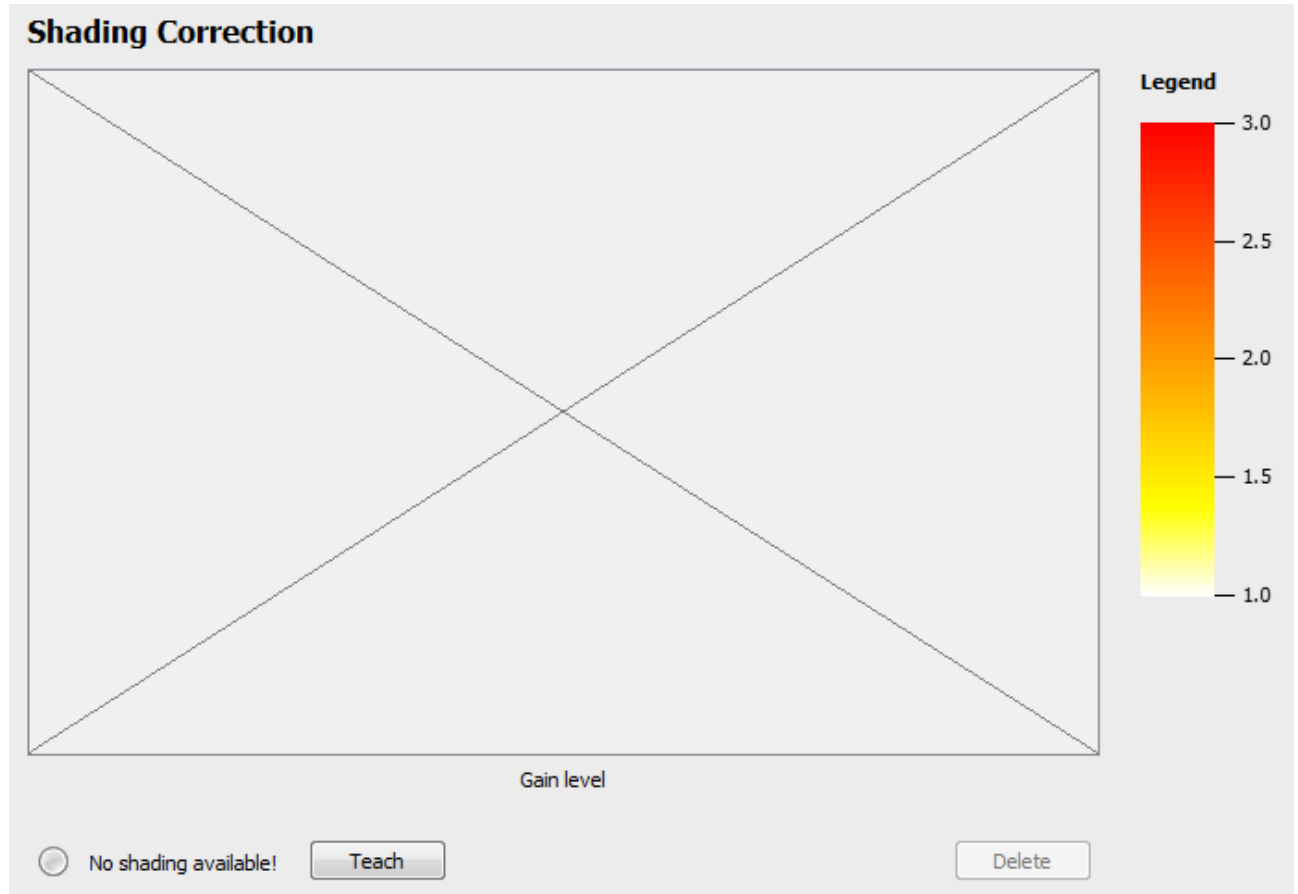 Shading Correction
Legend
3.0
2.5
2.0
1.5
1.0
Gain level
No shading available!
Teach
Delete